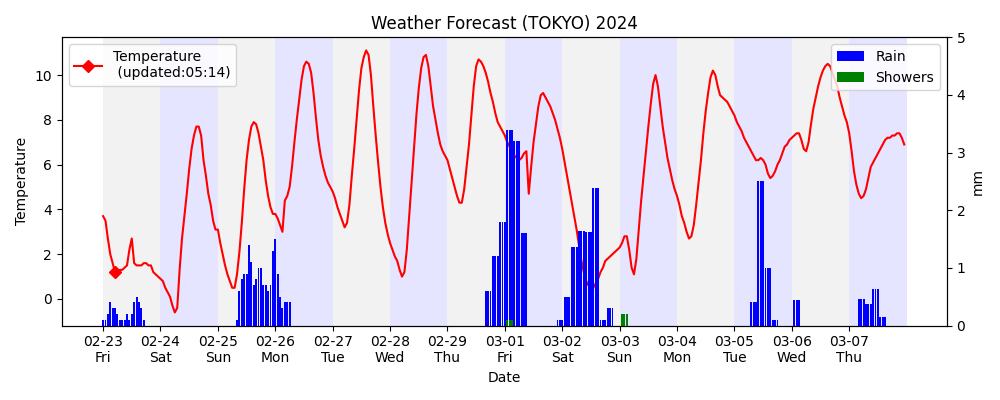 Weather Forecast (TOKYO) 2024
Temperature
(updated:05:14)
Rain
Showers
Temperature
10
8
6
4
2
0
5
4
3
2
1
0
mm
02-23 02-24 02-25 02-26 02-27 02-28 02-29 03-01 03-02 03-03 03-04 03-05 03-06 03-07
Fri Sat Sun Mon Tue Wed Thu Fri Sat Sun Mon Tue Wed Thu
Date